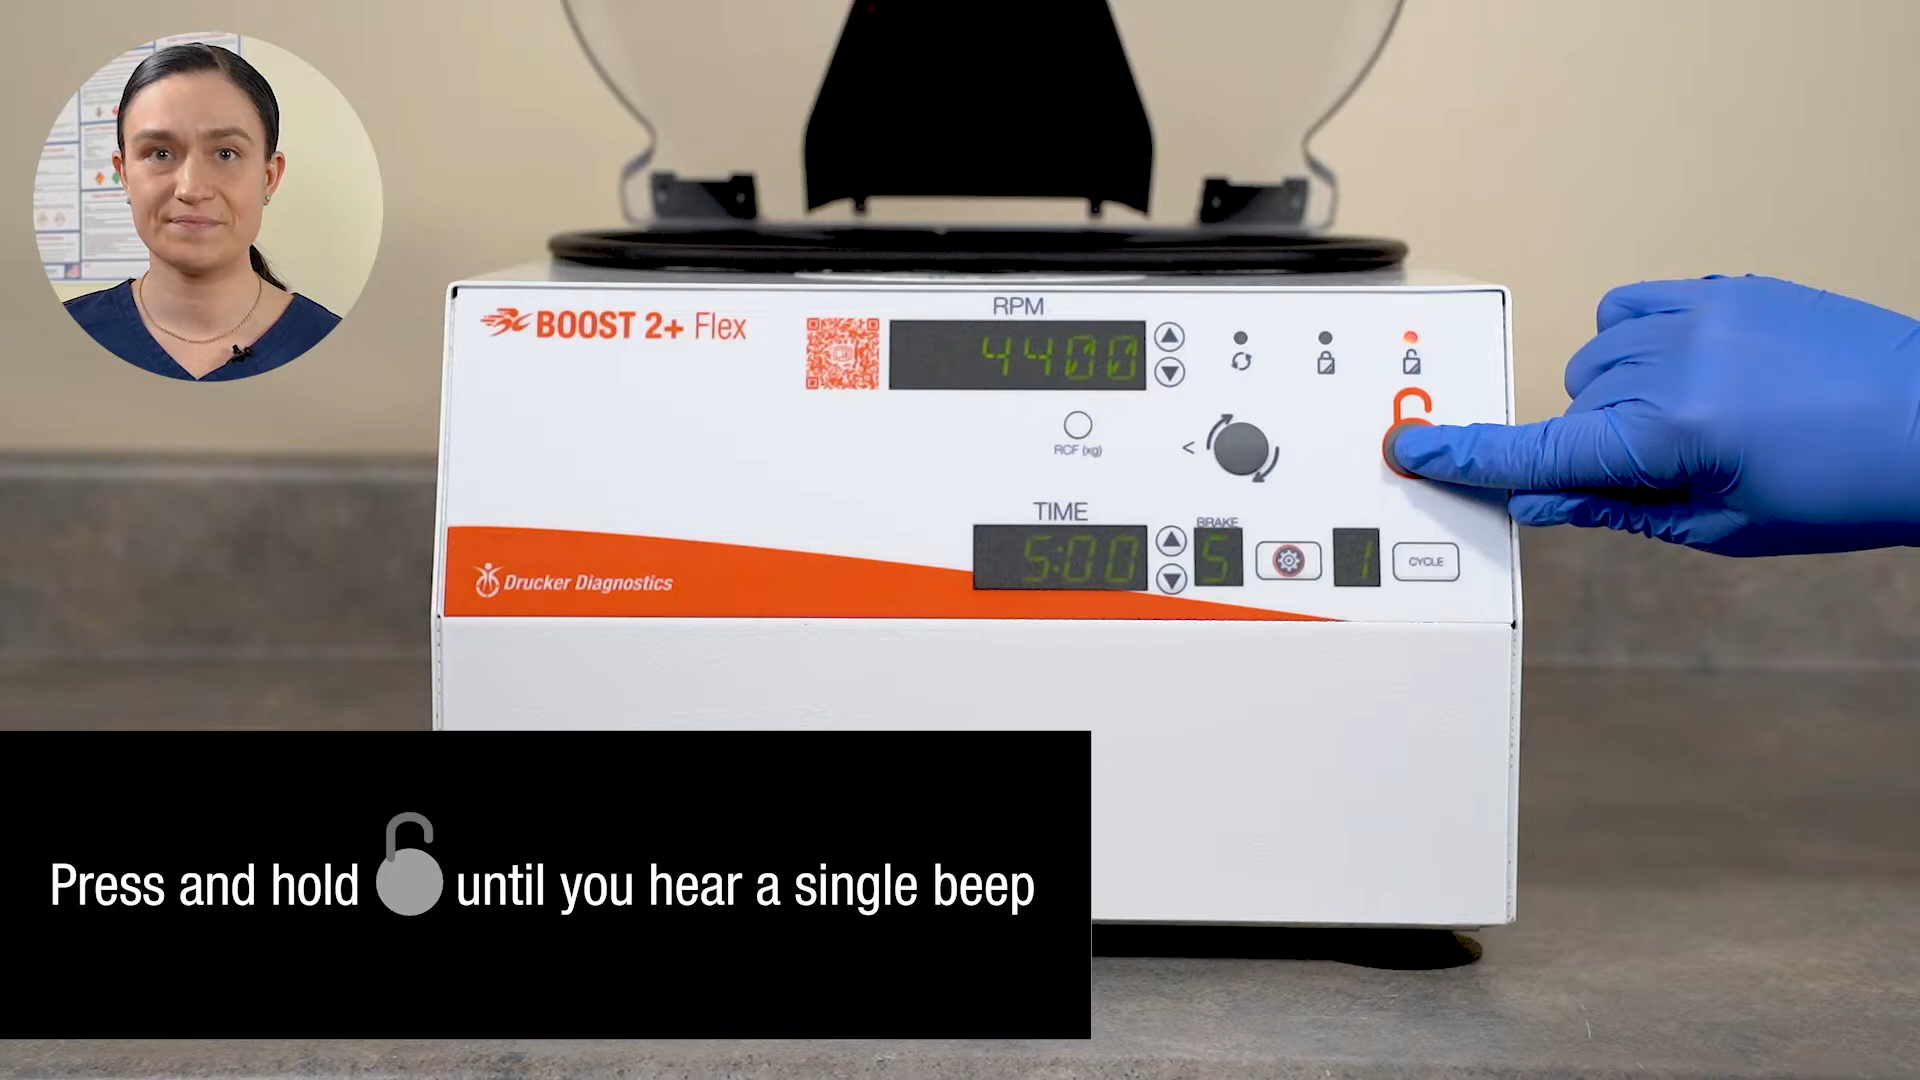 BOOST 2+ Flex
RPM
4400
RCF (xg)
<
TIME
5:00
BRAKE
5
1
CYCLE
Drucker Diagnostics
Press and hold until you hear a single beep